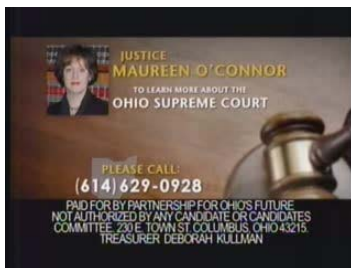 JUSTICE
MAUREEN O'CONNOR
TO LEARN MORE ABOUT THE
OHIO SUPREME COURT
PLEASE CALL:
(614)629-0928
PAID FOR BY PARTNERSHIP FOR OHIO'S FUTURE
NOT AUTHORIZED BY ANY CANDIDATE OR CANDIDATES
COMMITTEE. 230 E. TOWN ST. COLUMBUS, OHIO 43215.
TREASURER DEBORAH KULLMAN